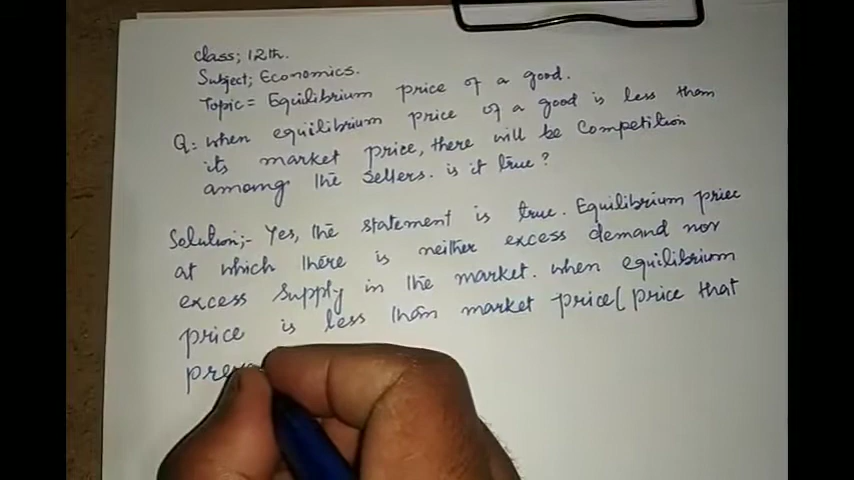 Class; 12th.
Subject; Economics.
Topic = Equilibrium price of a good.
Q: when equilibrium price of a good is less them
its market price, there will be competition
among the sellers. is it true?
Solution;- Yes, the statement is true. Equilibrium priec
at which there is neither excess demand nor
excess supply in the market. when equilibrium
price is less them market price( price that